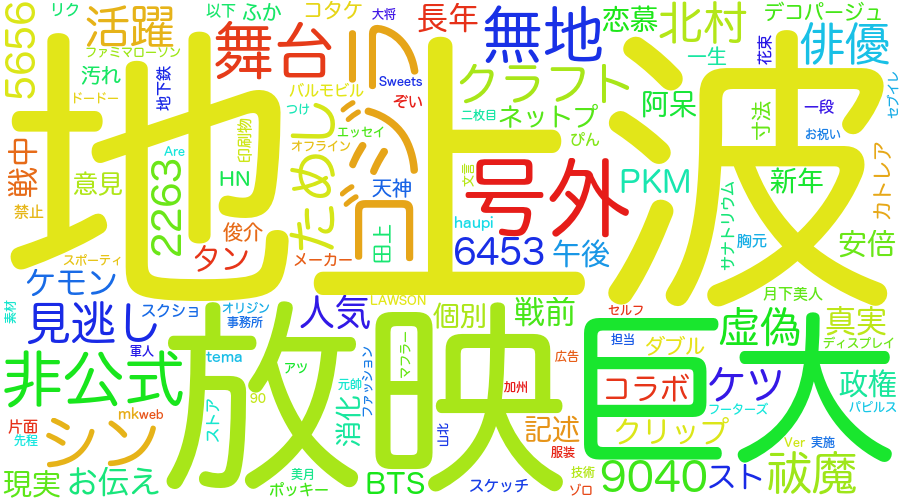 5656
活躍
リク
以下
ふか
コタケ
大将
長年
恋慕
北村
デコパージュ
俳優
ファミマローソン
舞台
コジ
無地
一生
花束
汚れ
地下鉄
Sweets
クラフト
セブイレ
ドードー
バルモビル
ぞい
阿呆
寸法
一段
つけ
エッセイ
二枚目
ネットプ
お祝い
地上波
印刷物
オフライン
ぴん
戦中
Are
ためし
号外
文言
カトレア
意見
HN
天神
PKM
新年
禁止
2263
俊介
田上
haupi
サナトリウム
胸元
安倍
スポーティ
タン
メーカー
6453
午後
ケモン
月下美人
LAWSON
素材
見逃し
スクショ
オリジン
事務所
人気
個別
戦前
セルフ
虚偽
真実
軍人
tema
アツ
ファッション
マフラー
広告
担当
ダブル
ディスプレイ
非公式
放映
元帥
加州
巨大
コラボ
ケツ
政権
パピルス
mkweb
90
フーターズ
片面
先程
シン
ストア
消化
山北
記述
クリップ
Ver
実施
服装
現実
お伝え
美月
ポッキー
BTS
スケッチ
技術
ゾロ
9040
スト
祓魔